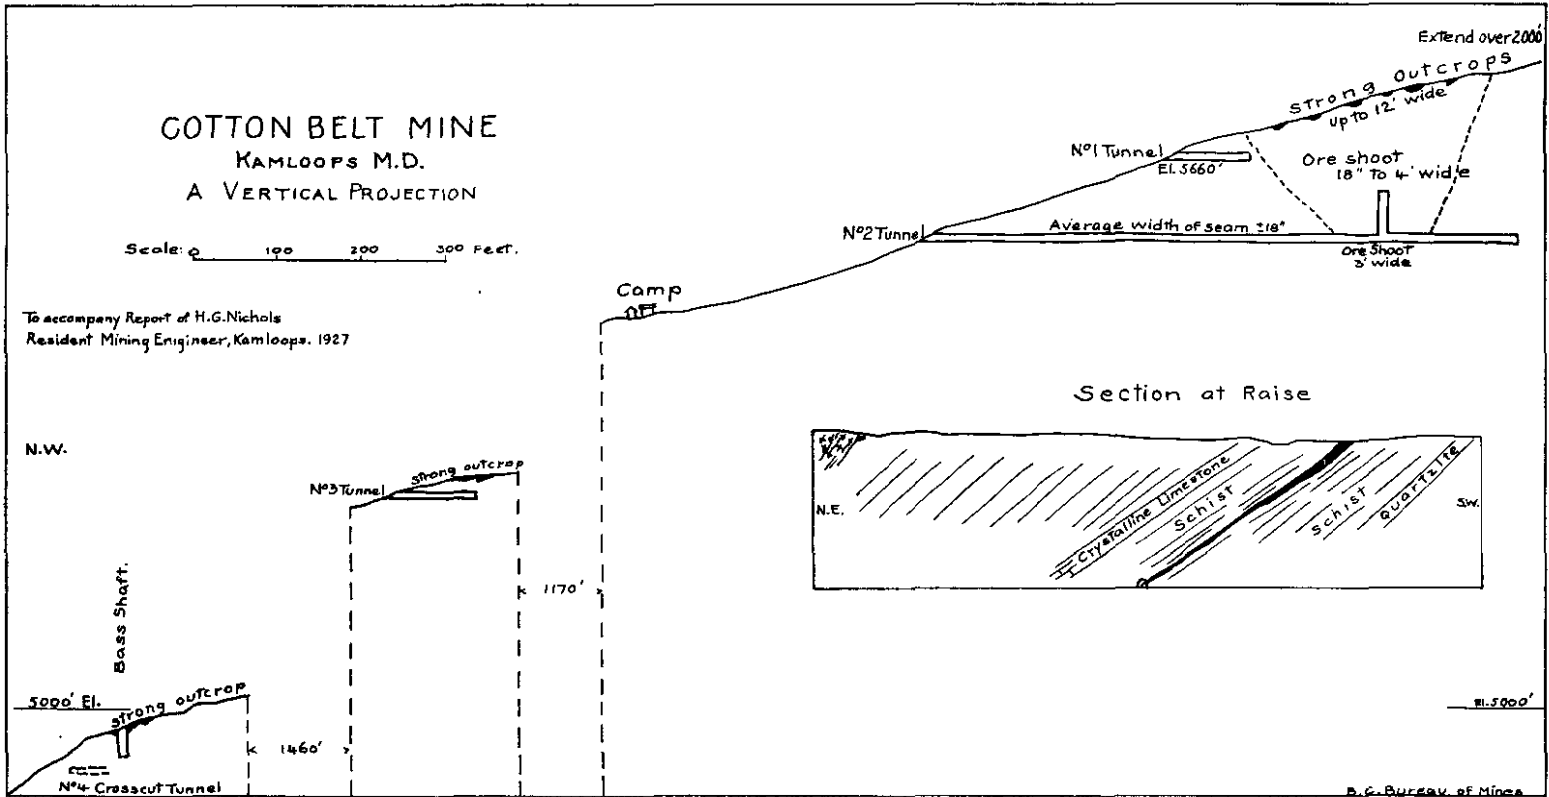 COTTON BELT MINE
KAMLOOPS M.D.
A VERTICAL PROJECTION
Scale: 0 100 200 300 Feet.
To accompany Report of H.G. Nichols
Resident Mining Engineer, Kamloops. 1927
Extend over 2000'
strong outcrops
up to 12' wide
No1 Tunnel
El. 5660'
Ore shoot
18" To 4' wide
No2 Tunnel
Average width of seam ±18"
Ore Shoot
3' wide
Camp
Section at Raise
N.E.
Crystalline Limestone
Schist
Schist
Quartzite
S.W.
N.W.
strong outcrop
No3 Tunnel
1170'
Bass Shaft.
5000' El.
strong outcrop
1460'
No4 Crosscut Tunnel
El. 5000'
B.C. Bureau of Mines